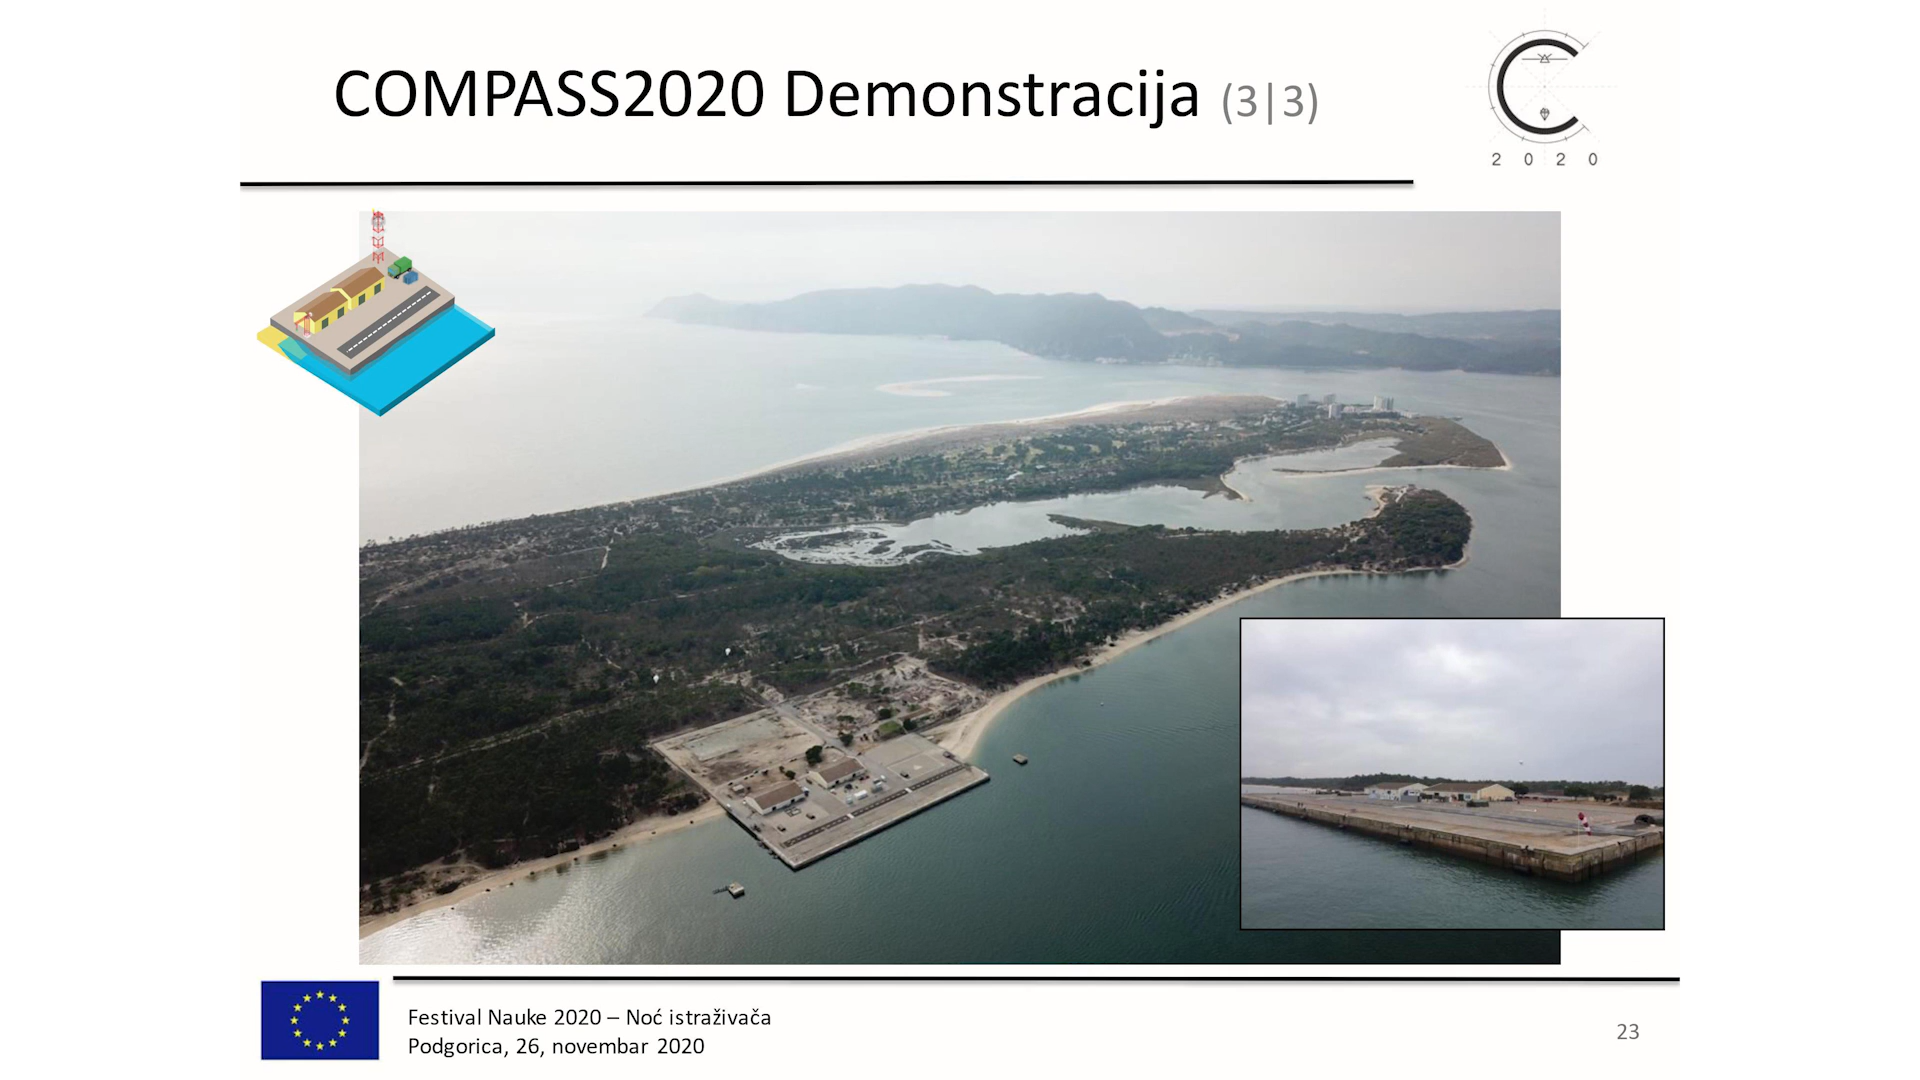 COMPASS2020 Demonstracija (3|3)
2 0 2 0
Festival Nauke 2020 – Noć istraživača
Podgorica, 26, novembar 2020
23